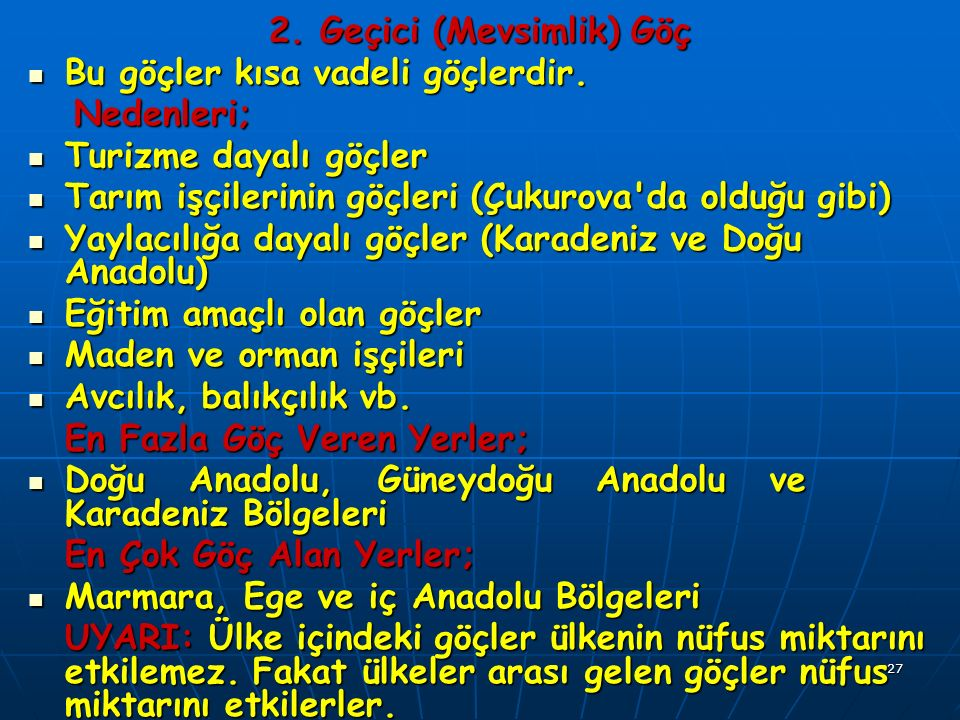 2. Geçici (Mevsimlik) Göç
Bu göçler kısa vadeli göçlerdir.
Nedenleri;
Turizme dayalı göçler
Tarım işçilerinin göçleri (Çukurova'da olduğu gibi)
Yaylacılığa dayalı göçler (Karadeniz ve Doğu
Anadolu)
Eğitim amaçlı olan göçler
Maden ve orman işçileri
Avcılık, balıkçılık vb.
En Fazla Göç Veren Yerler;
Doğu Anadolu, Güneydoğu Anadolu ve
Karadeniz Bölgeleri
En Çok Göç Alan Yerler;
Marmara, Ege ve iç Anadolu Bölgeleri
UYARI: Ülke içindeki göçler ülkenin nüfus miktarını
etkilemez. Fakat ülkeler arası gelen göçler nüfus
27
miktarını etkilerler.